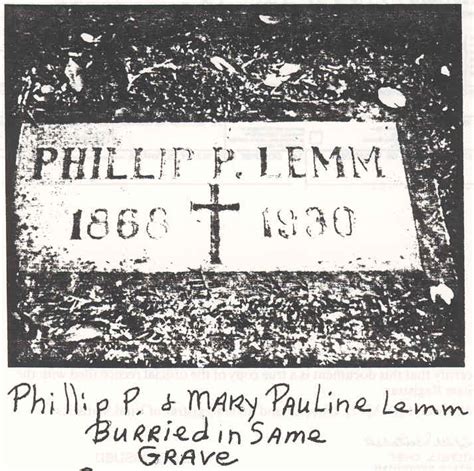 PHILLIP P. LEMM
1868 1930
Phillip P. & MARY PAULINE Lemm
BURRIED in SAME
GRAVE